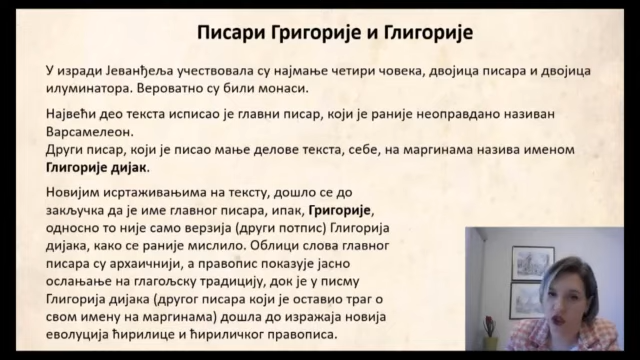 Писари Григорије и Глигорије
У изради Јеванђеља учествовала су најмање четири човека, двојица писара и двојица
илуминатора. Вероватно су били монаси.
Највећи део текста исписао је главни писар, који је раније неоправдано називан
Варсамелеон.
Други писар, који је писао мање делове текста, себе, на маргинама назива именом
Глигорије дијак.
Новијим исртаживањима на тексту, дошло се до
закључка да је име главног писара, ипак, Григорије,
односно то није само верзија (други потпис) Глигорија
дијака, како се раније мислило. Облици слова главног
писара су архаичнији, а правопис показује јасно
ослањање на глагољску традицију, док је у писму
Глигорија дијака (другог писара који је оставио траг о
свом имену на маргинама) дошла до изражаја новија
еволуција ћирилице и ћириличког правописа.